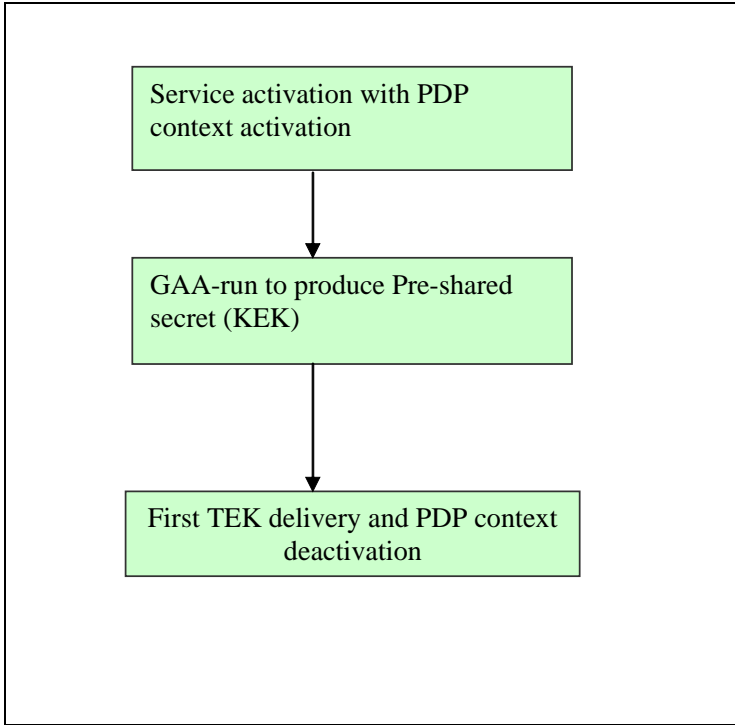 Service activation with PDP
context activation
GAA-run to produce Pre-shared
secret (KEK)
First TEK delivery and PDP context
deactivation